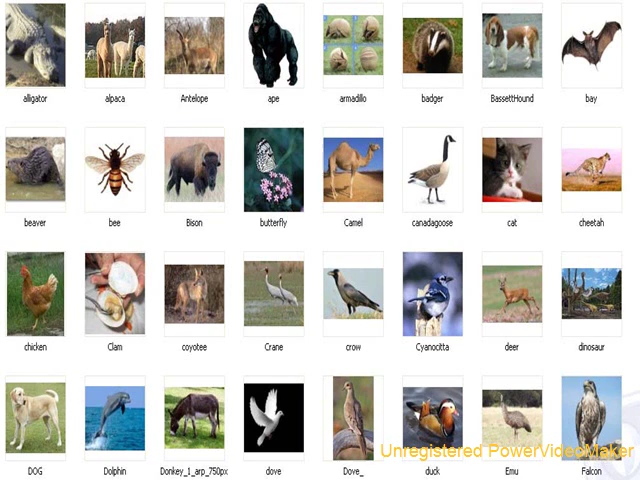 alligator alpaca Antelope ape armadillo badger BassettHound bay
beaver bee Bison butterfly Camel canadagoose cat cheetah
chicken Clam coyotee Crane crow Cyanocitta deer dinosaur
Unregistered PowerVideoMaker
DOG Dolphin Donkey_1_arp_750px dove Dove_ duck Emu Falcon